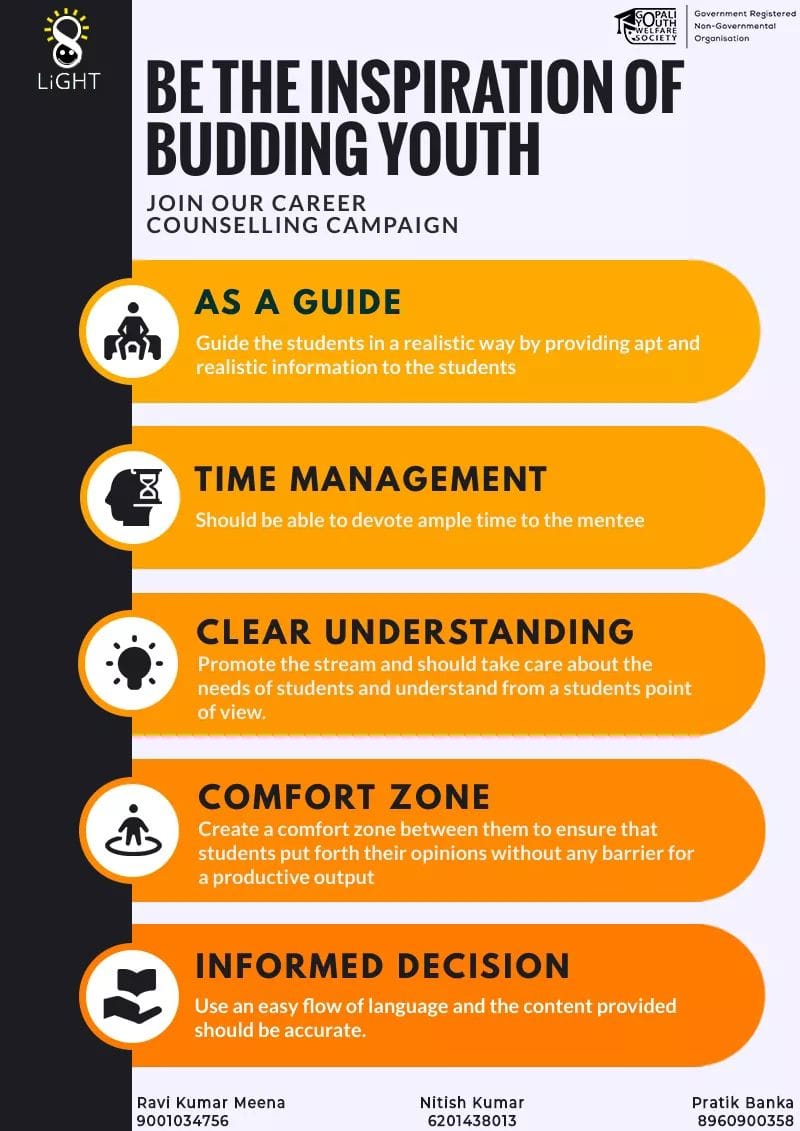 LiGHT
GOPALI
YOUTH
WELFARE
SOCIETY
Government Registered
Non-Governmental
Organisation
BE THE INSPIRATION OF
BUDDING YOUTH
JOIN OUR CAREER
COUNSELLING CAMPAIGN
AS A GUIDE
Guide the students in a realistic way by providing apt and
realistic information to the students
TIME MANAGEMENT
Should be able to devote ample time to the mentee
CLEAR UNDERSTANDING
Promote the stream and should take care about the
needs of students and understand from a students point
of view.
COMFORT ZONE
Create a comfort zone between them to ensure that
students put forth their opinions without any barrier for
a productive output
INFORMED DECISION
Use an easy flow of language and the content provided
should be accurate.
Ravi Kumar Meena
9001034756
Nitish Kumar
6201438013
Pratik Banka
8960900358